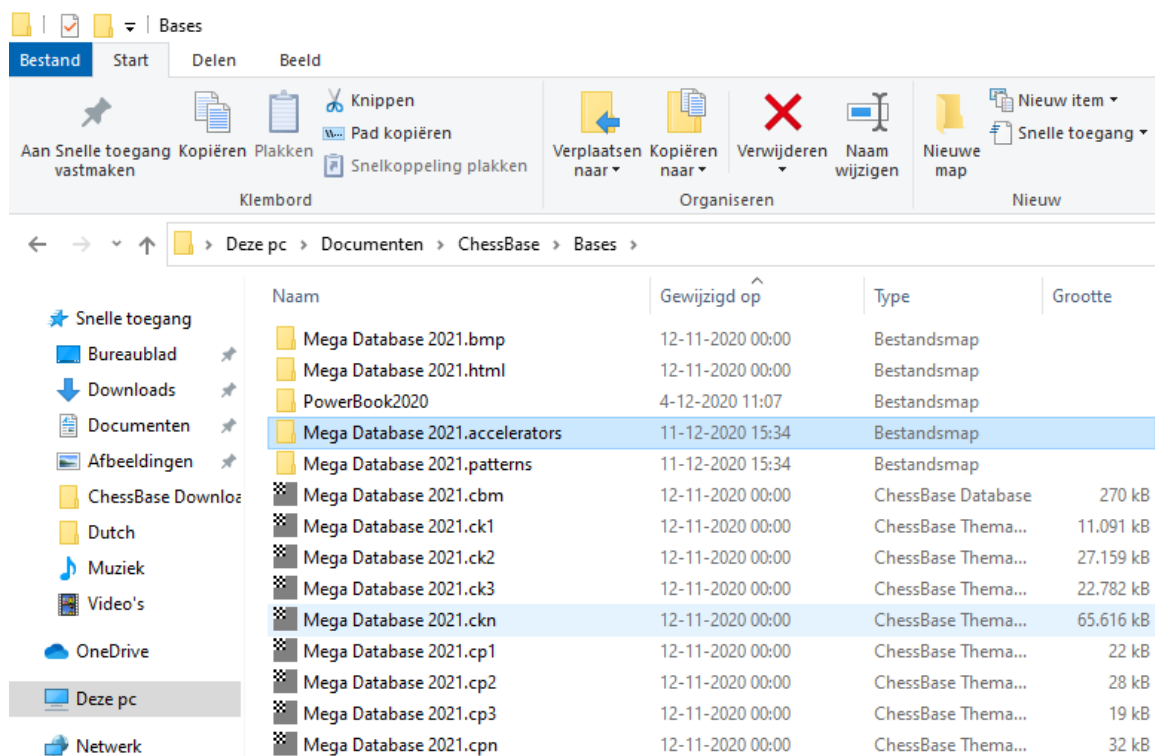 Bases
Bestand Start Delen Beeld
Aan Snelle toegang vastmaken
Kopiëren
Plakken
Knippen
Pad kopiëren
Snelkoppeling plakken
Klembord
Verplaatsen naar
Kopiëren naar
Verwijderen
Naam wijzigen
Organiseren
Nieuwe map
Nieuw item
Snelle toegang
Nieuw
Deze pc > Documenten > ChessBase > Bases >
Snelle toegang
Bureaublad
Downloads
Documenten
Afbeeldingen
ChessBase Downloa
Dutch
Muziek
Video's
OneDrive
Deze pc
Netwerk
Naam Gewijzigd op Type Grootte
Mega Database 2021.bmp 12-11-2020 00:00 Bestandsmap
Mega Database 2021.html 12-11-2020 00:00 Bestandsmap
PowerBook2020 4-12-2020 11:07 Bestandsmap
Mega Database 2021.accelerators 11-12-2020 15:34 Bestandsmap
Mega Database 2021.patterns 11-12-2020 15:34 Bestandsmap
Mega Database 2021.cbm 12-11-2020 00:00 ChessBase Database 270 kB
Mega Database 2021.ck1 12-11-2020 00:00 ChessBase Thema... 11.091 kB
Mega Database 2021.ck2 12-11-2020 00:00 ChessBase Thema... 27.159 kB
Mega Database 2021.ck3 12-11-2020 00:00 ChessBase Thema... 22.782 kB
Mega Database 2021.ckn 12-11-2020 00:00 ChessBase Thema... 65.616 kB
Mega Database 2021.cp1 12-11-2020 00:00 ChessBase Thema... 22 kB
Mega Database 2021.cp2 12-11-2020 00:00 ChessBase Thema... 28 kB
Mega Database 2021.cp3 12-11-2020 00:00 ChessBase Thema... 19 kB
Mega Database 2021.cpn 12-11-2020 00:00 ChessBase Thema... 32 kB